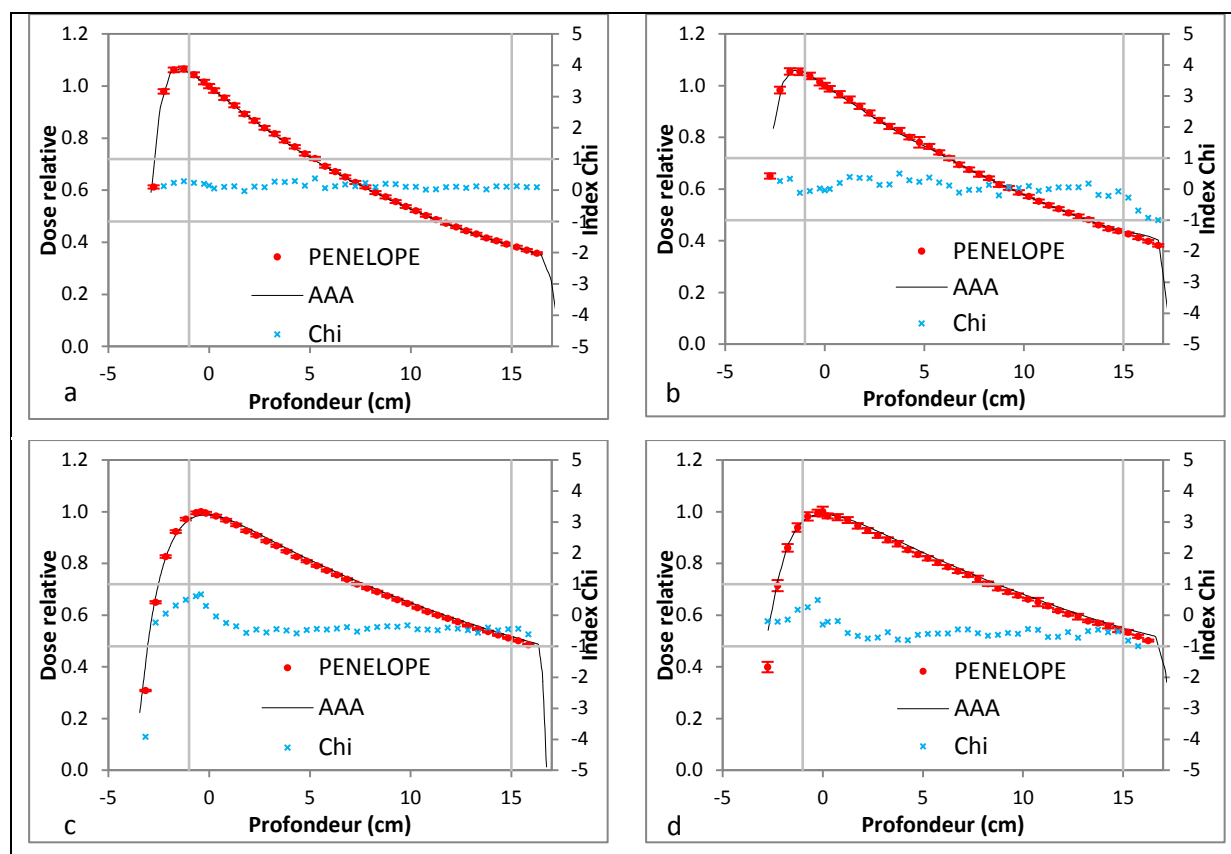 1.2
1.0
0.8
0.6
0.4
0.2
0.0
Dose relative
5
4
3
2
1
0
-1
-2
-3
-4
-5
Index Chi
PENELOPE
AAA
Chi
-5 0 5 10 15
Profondeur (cm)
a
1.2
1.0
0.8
0.6
0.4
0.2
0.0
Dose relative
5
4
3
2
1
0
-1
-2
-3
-4
-5
Index Chi
PENELOPE
AAA
Chi
-5 0 5 10 15
Profondeur (cm)
b
1.2
1.0
0.8
0.6
0.4
0.2
0.0
Dose relative
5
4
3
2
1
0
-1
-2
-3
-4
-5
Index Chi
PENELOPE
AAA
Chi
-5 0 5 10 15
Profondeur (cm)
c
1.2
1.0
0.8
0.6
0.4
0.2
0.0
Dose relative
5
4
3
2
1
0
-1
-2
-3
-4
-5
Index Chi
PENELOPE
AAA
Chi
-5 0 5 10 15
Profondeur (cm)
d